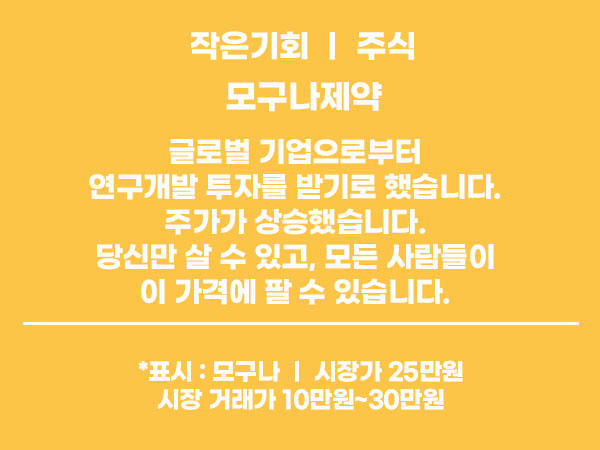 작은기회 ㅣ 주식
모구나제약
글로벌 기업으로부터
연구개발 투자를 받기로 했습니다.
주가가 상승했습니다.
당신만 살 수 있고, 모든 사람들이
이 가격에 팔 수 있습니다.
*표시 : 모구나 ㅣ 시장가 25만원
시장 거래가 10만원~30만원